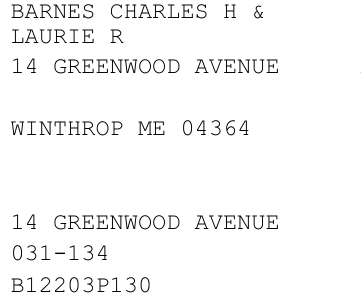 BARNES CHARLES H &
LAURIE R
14 GREENWOOD AVENUE
WINTHROP ME 04364
14 GREENWOOD AVENUE
031-134
B12203P130